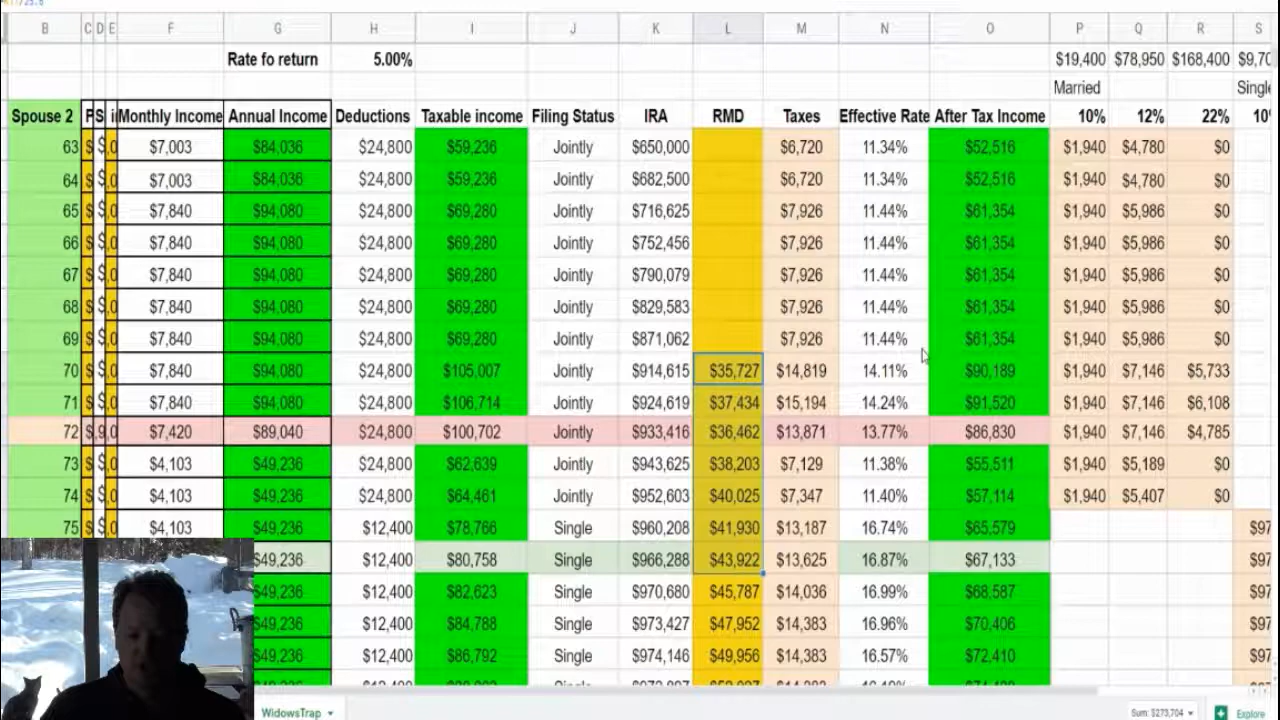 B C D E F G H I J K L M N O P Q R S
Rate fo return 5.00% $19,400 $78,950 $168,400 $9,70
Married Single
Spouse 2 F S i Monthly Income Annual Income Deductions Taxable income Filing Status IRA RMD Taxes Effective Rate After Tax Income 10% 12% 22% 10
63 $ $ ,0 $7,003 $84,036 $24,800 $59,236 Jointly $650,000 $6,720 11.34% $52,516 $1,940 $4,780 $0
64 $ $ ,0 $7,003 $84,036 $24,800 $59,236 Jointly $682,500 $6,720 11.34% $52,516 $1,940 $4,780 $0
65 $ $ ,0 $7,840 $94,080 $24,800 $69,280 Jointly $716,625 $7,926 11.44% $61,354 $1,940 $5,986 $0
66 $ $ ,0 $7,840 $94,080 $24,800 $69,280 Jointly $752,456 $7,926 11.44% $61,354 $1,940 $5,986 $0
67 $ $ ,0 $7,840 $94,080 $24,800 $69,280 Jointly $790,079 $7,926 11.44% $61,354 $1,940 $5,986 $0
68 $ $ ,0 $7,840 $94,080 $24,800 $69,280 Jointly $829,583 $7,926 11.44% $61,354 $1,940 $5,986 $0
69 $ $ ,0 $7,840 $94,080 $24,800 $69,280 Jointly $871,062 $7,926 11.44% $61,354 $1,940 $5,986 $0
70 $ $ ,0 $7,840 $94,080 $24,800 $105,007 Jointly $914,615 $35,727 $14,819 14.11% $90,189 $1,940 $7,146 $5,733
71 $ $ ,0 $7,840 $94,080 $24,800 $106,714 Jointly $924,619 $37,434 $15,194 14.24% $91,520 $1,940 $7,146 $6,108
72 $ ,9 ,0 $7,420 $89,040 $24,800 $100,702 Jointly $933,416 $36,462 $13,871 13.77% $86,830 $1,940 $7,146 $4,785
73 $ $ ,0 $4,103 $49,236 $24,800 $62,639 Jointly $943,625 $38,203 $7,129 11.38% $55,511 $1,940 $5,189 $0
74 $ $ ,0 $4,103 $49,236 $24,800 $64,461 Jointly $952,603 $40,025 $7,347 11.40% $57,114 $1,940 $5,407 $0
75 $ $ ,0 $4,103 $49,236 $12,400 $78,766 Single $960,208 $41,930 $13,187 16.74% $65,579 $97
$49,236 $12,400 $80,758 Single $966,288 $43,922 $13,625 16.87% $67,133 $97
$49,236 $12,400 $82,623 Single $970,680 $45,787 $14,036 16.99% $68,587 $97
$49,236 $12,400 $84,788 Single $973,427 $47,952 $14,383 16.96% $70,406 $97
$49,236 $12,400 $86,792 Single $974,146 $49,956 $14,383 16.57% $72,410 $97
WidowsTrap Sum: $273,704 Explore